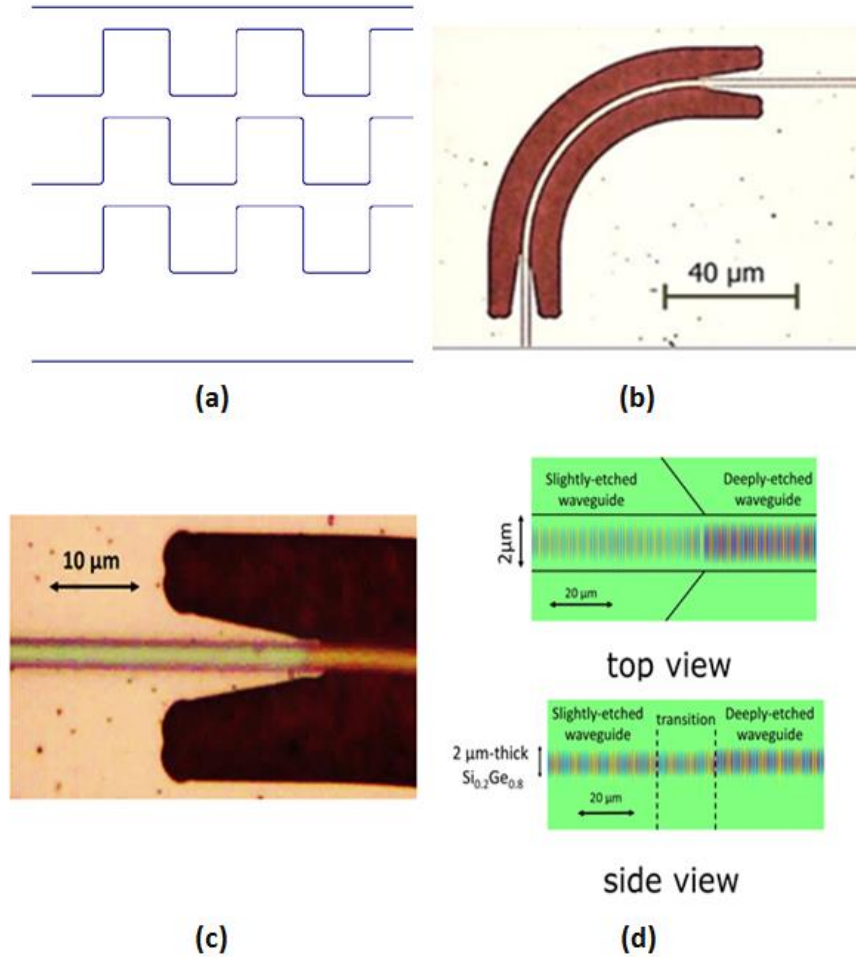 (a)
40 µm
(b)
10 µm
(c)
Slightly-etched
waveguide
Deeply-etched
waveguide
2µm
20 µm
top view
Slightly-etched
waveguide
transition
Deeply-etched
waveguide
2 µm-thick
Si0.2Ge0.8
20 µm
side view
(d)